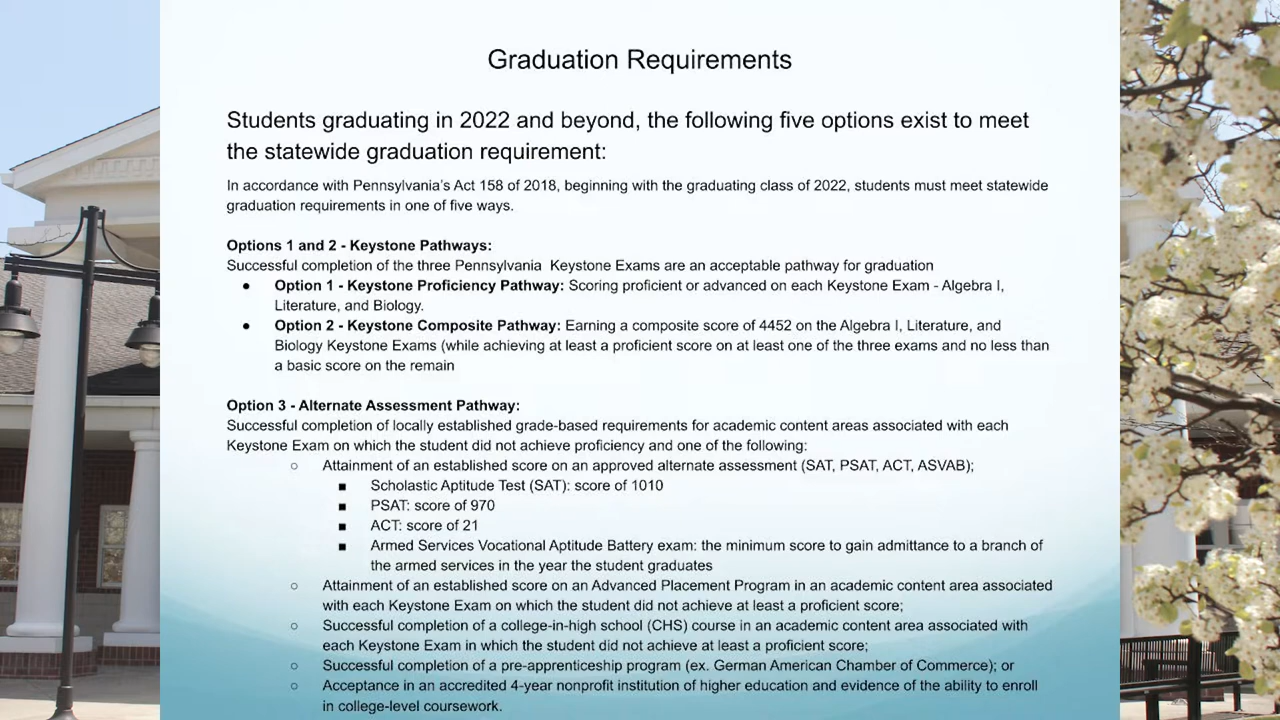 Graduation Requirements
Students graduating in 2022 and beyond, the following five options exist to meet
the statewide graduation requirement:
In accordance with Pennsylvania's Act 158 of 2018, beginning with the graduating class of 2022, students must meet statewide
graduation requirements in one of five ways.
Options 1 and 2 - Keystone Pathways:
Successful completion of the three Pennsylvania  Keystone Exams are an acceptable pathway for graduation
● Option 1 - Keystone Proficiency Pathway: Scoring proficient or advanced on each Keystone Exam - Algebra I,
Literature, and Biology.
● Option 2 - Keystone Composite Pathway: Earning a composite score of 4452 on the Algebra I, Literature, and
Biology Keystone Exams (while achieving at least a proficient score on at least one of the three exams and no less than
a basic score on the remain
Option 3 - Alternate Assessment Pathway:
Successful completion of locally established grade-based requirements for academic content areas associated with each
Keystone Exam on which the student did not achieve proficiency and one of the following:
○ Attainment of an established score on an approved alternate assessment (SAT, PSAT, ACT, ASVAB);
■ Scholastic Aptitude Test (SAT): score of 1010
■ PSAT: score of 970
■ ACT: score of 21
■ Armed Services Vocational Aptitude Battery exam: the minimum score to gain admittance to a branch of
the armed services in the year the student graduates
○ Attainment of an established score on an Advanced Placement Program in an academic content area associated
with each Keystone Exam on which the student did not achieve at least a proficient score;
○ Successful completion of a college-in-high school (CHS) course in an academic content area associated with
each Keystone Exam in which the student did not achieve at least a proficient score;
○ Successful completion of a pre-apprenticeship program (ex. German American Chamber of Commerce); or
○ Acceptance in an accredited 4-year nonprofit institution of higher education and evidence of the ability to enroll
in college-level coursework.